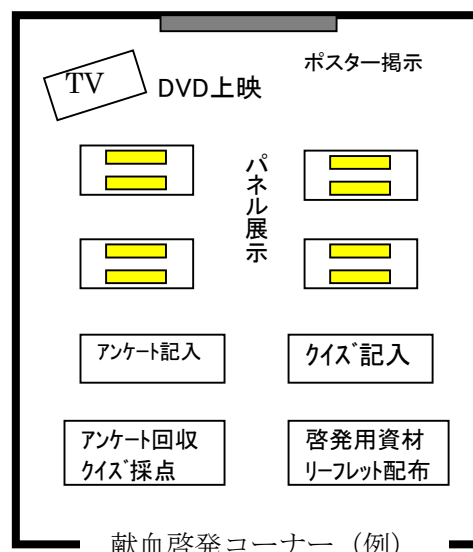 TV
DVD上映
ポスター掲示
パネル展示
アンケート記入
クイズ記入
アンケート回収
クイズ採点
啓発用資材
リーフレット配布
献血啓発コーナー（例）